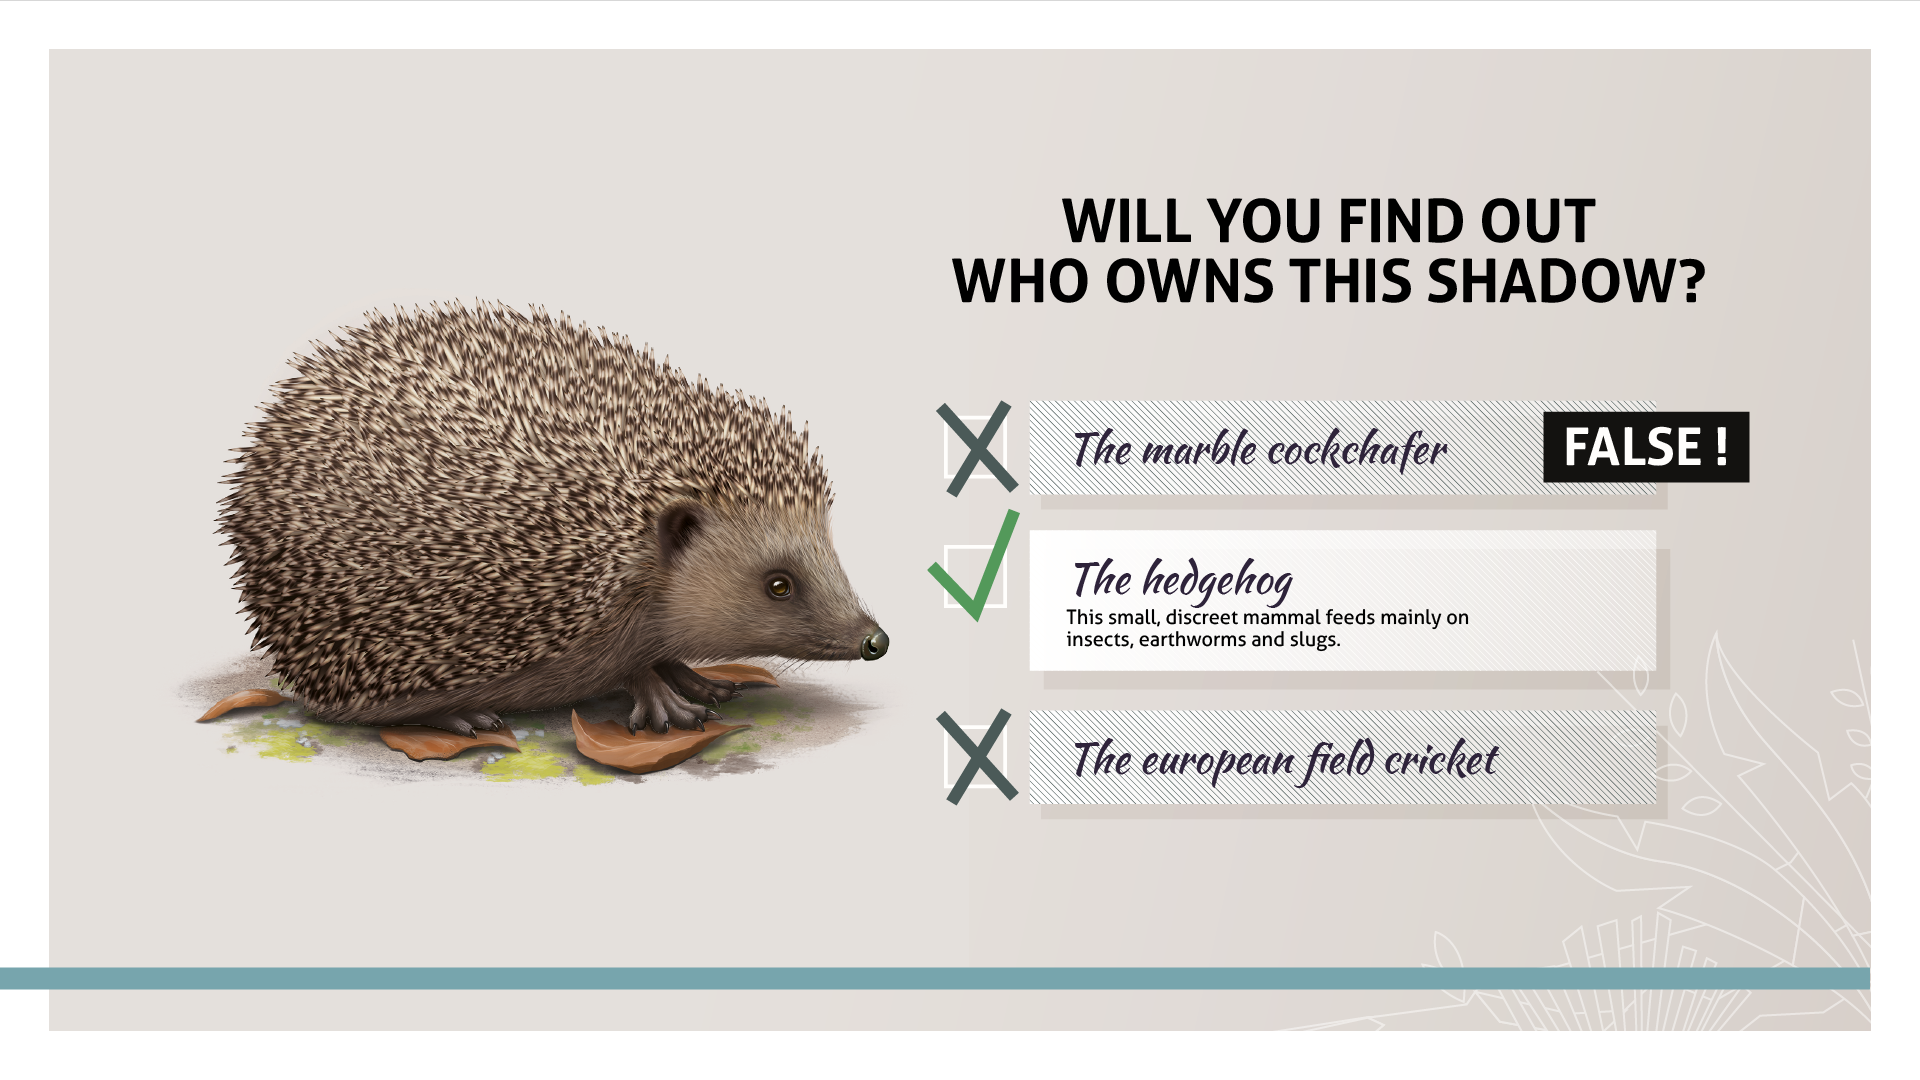 WILL YOU FIND OUT
WHO OWNS THIS SHADOW?
The marble cockchafer
FALSE !
The hedgehog
This small, discreet mammal feeds mainly on
insects, earthworms and slugs.
The european field cricket